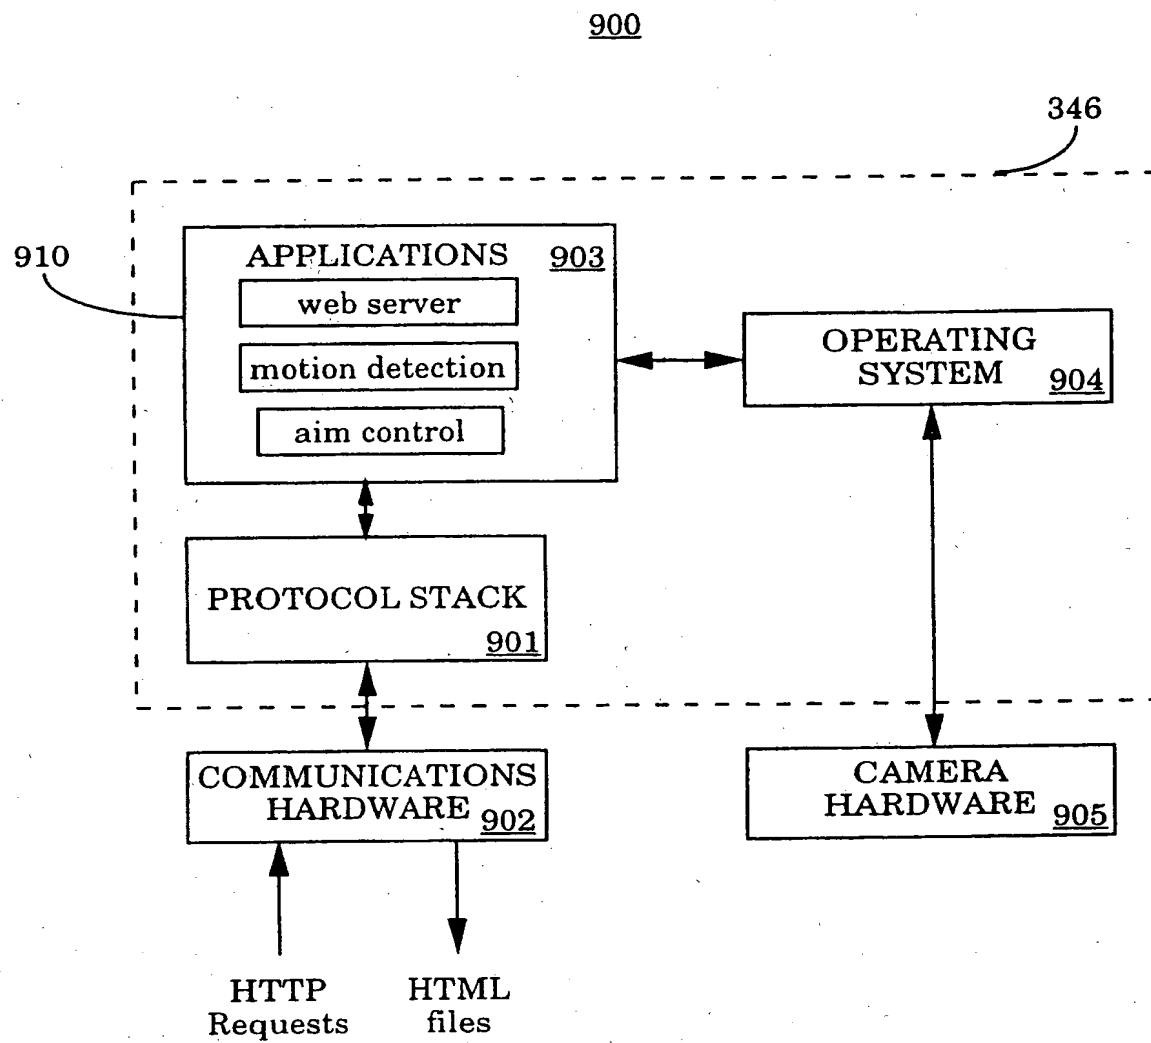 900
346
910
APPLICATIONS
903
web server
motion detection
aim control
OPERATING
SYSTEM
904
PROTOCOL STACK
901
COMMUNICATIONS
HARDWARE
902
CAMERA
HARDWARE
905
HTTP
Requests
HTML
files